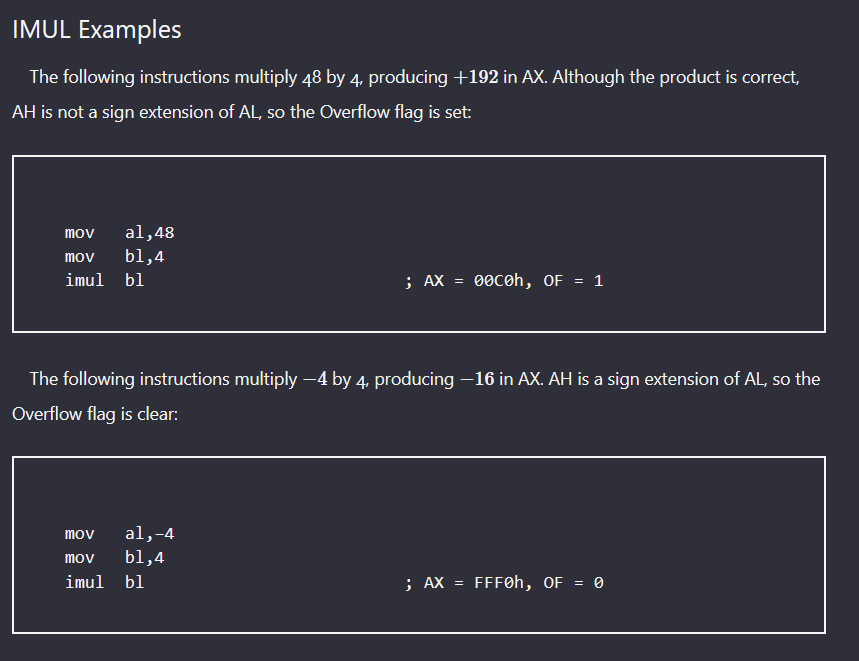 IMUL Examples
The following instructions multiply 48 by 4, producing +192 in AX. Although the product is correct,
AH is not a sign extension of AL, so the Overflow flag is set:
mov al,48
mov bl,4
imul bl ; AX = 00C0h, OF = 1
The following instructions multiply −4 by 4, producing −16 in AX. AH is a sign extension of AL, so the
Overflow flag is clear:
mov al,−4
mov bl,4
imul bl ; AX = FFF0h, OF = 0